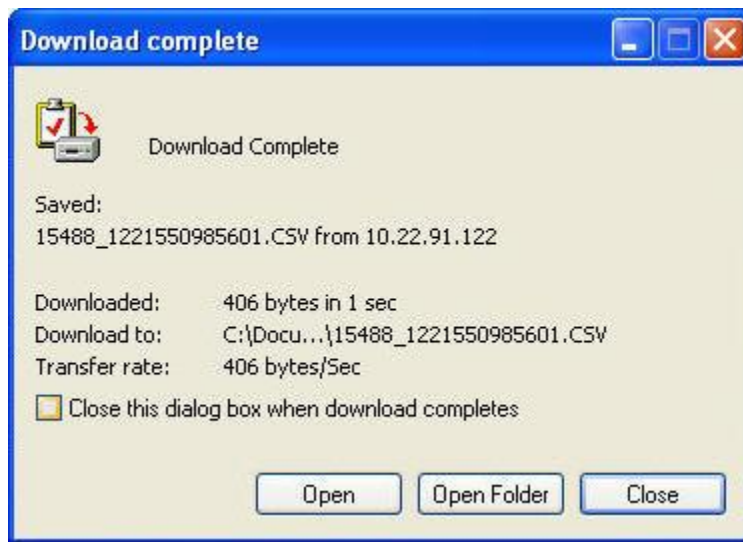 Download complete
Download Complete
Saved:
15488_1221550985601.CSV from 10.22.91.122
Downloaded: 406 bytes in 1 sec
Download to: C:\Docu...\15488_1221550985601.CSV
Transfer rate: 406 bytes/Sec
Close this dialog box when download completes
Open Open Folder Close